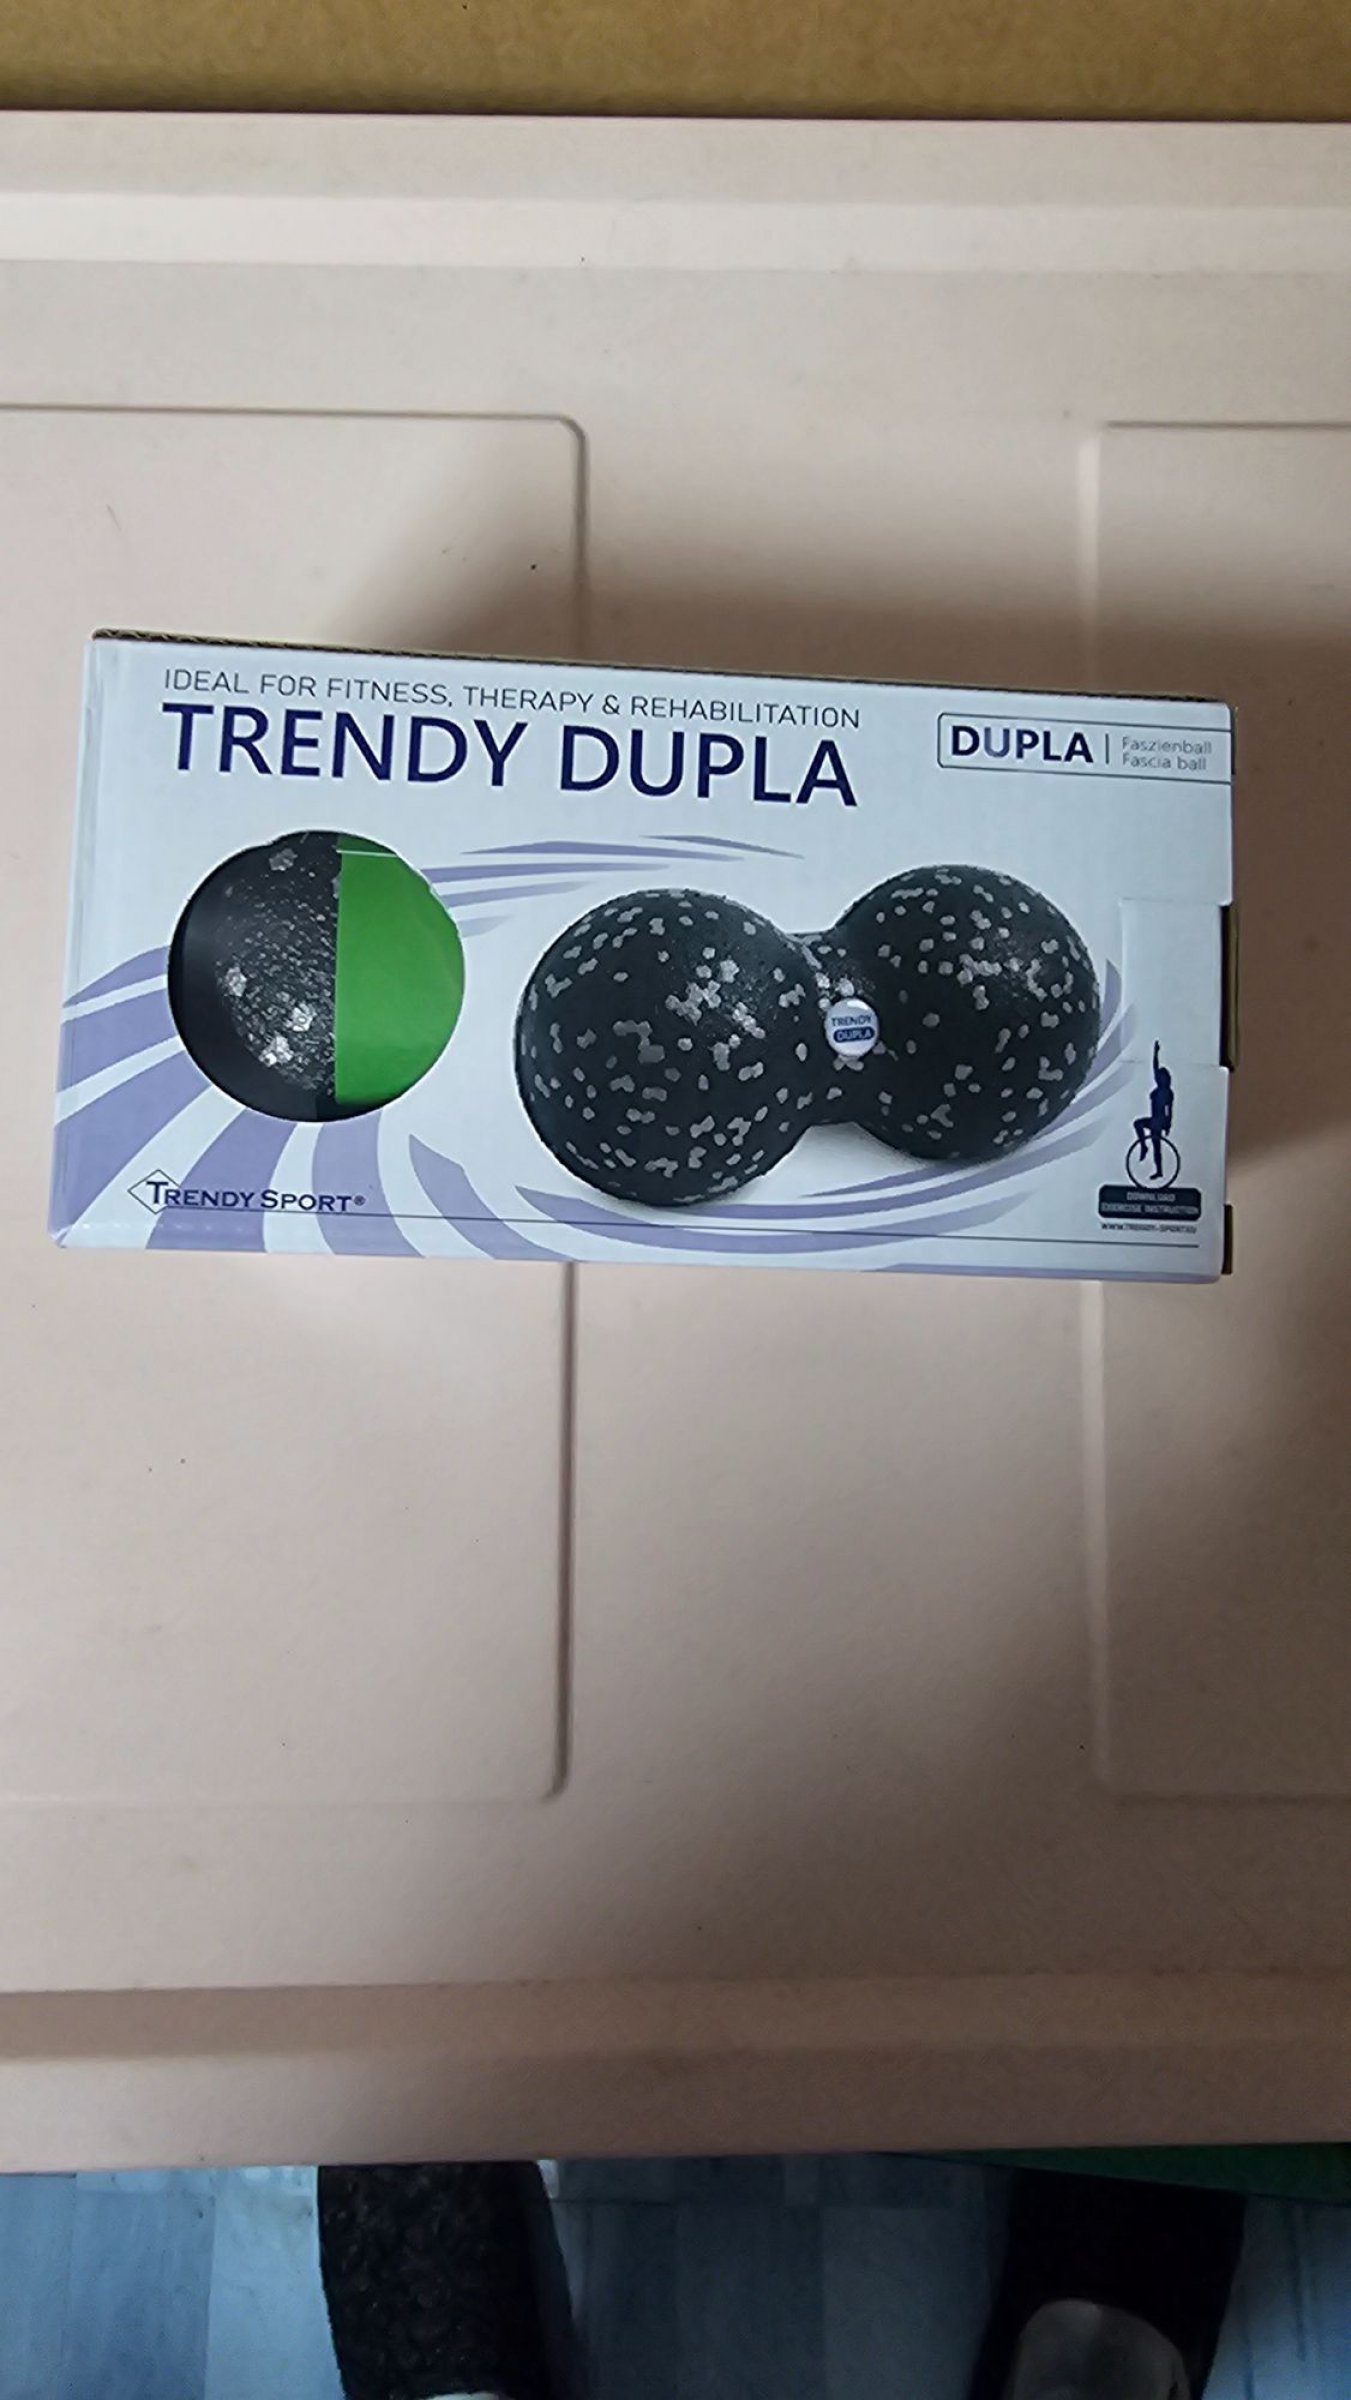 IDEAL FOR FITNESS, THERAPY & REHABILITATION
TRENDY DUPLA
DUPLA | Faszienball
Fascia ball
TRENDY
DUPLA
TRENDY SPORT®
DOWNLOAD
EXERCISE INSTRUCTION